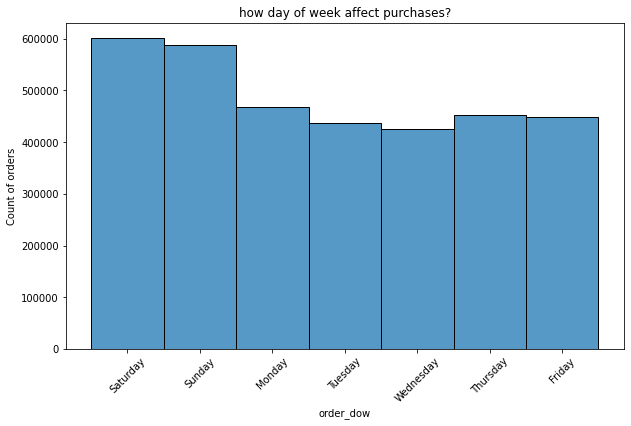 how day of week affect purchases?
600000
500000
400000
300000
200000
100000
0
Count of orders
Saturday
Sunday
Monday
Tuesday
Wednesday
Thursday
Friday
order_dow